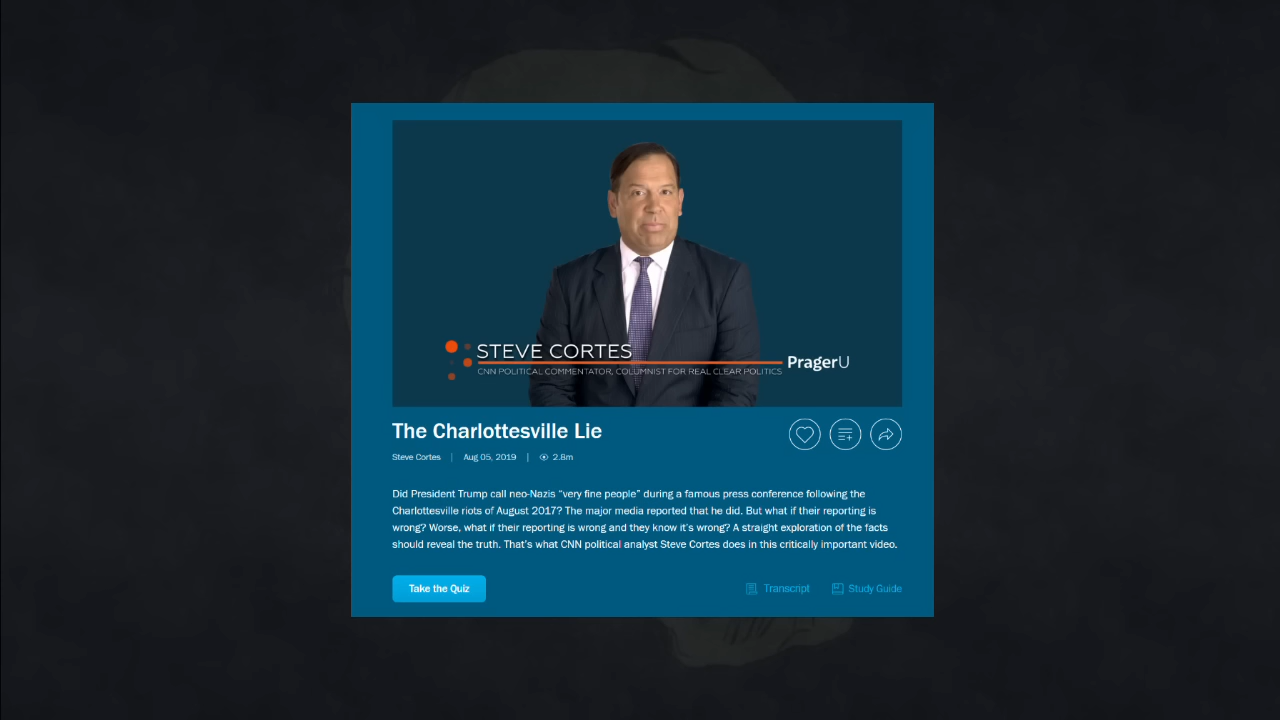 STEVE CORTES
CNN POLITICAL COMMENTATOR, COLUMNIST FOR REAL CLEAR POLITICS
PragerU
The Charlottesville Lie
Steve Cortes | Aug 05, 2019 | 2.8m
Did President Trump call neo-Nazis “very fine people” during a famous press conference following the
Charlottesville riots of August 2017? The major media reported that he did. But what if their reporting is
wrong? Worse, what if their reporting is wrong and they know it’s wrong? A straight exploration of the facts
should reveal the truth. That’s what CNN political analyst Steve Cortes does in this critically important video.
Take the Quiz
Transcript
Study Guide